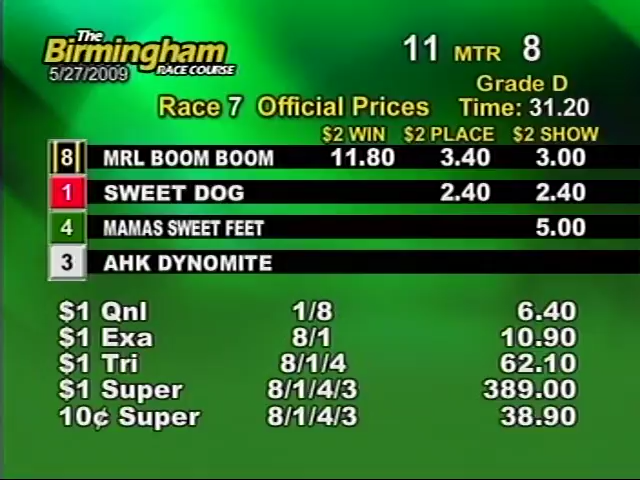 The
Birmingham
RACE COURSE
5/27/2009
11 MTR 8
Grade D
Race 7 Official Prices Time: 31.20
$2 WIN $2 PLACE $2 SHOW
8 MRL BOOM BOOM 11.80 3.40 3.00
1 SWEET DOG 2.40 2.40
4 MAMAS SWEET FEET 5.00
3 AHK DYNOMITE
$1 Qnl 1/8 6.40
$1 Exa 8/1 10.90
$1 Tri 8/1/4 62.10
$1 Super 8/1/4/3 389.00
10¢ Super 8/1/4/3 38.90